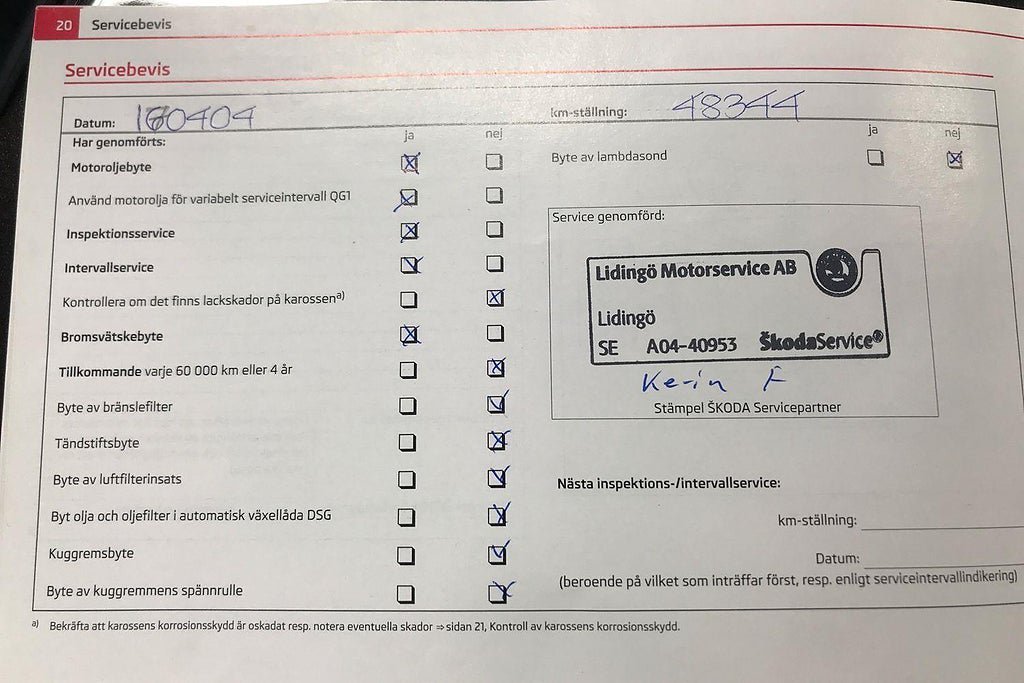 20 Servicebevis
Servicebevis
Datum: 170404
km-ställning: 48344
Har genomförts:
ja nej
ja nej
Motoroljebyte
Byte av lambdasond
Använd motorolja för variabelt serviceintervall QG1
Inspektionsservice
Intervallservice
Kontrollera om det finns lackskador på karossen a)
Bromsvätskebyte
Tillkommande varje 60 000 km eller 4 år
Byte av bränslefilter
Tändstiftsbyte
Byte av luftfilterinsats
Byt olja och oljefilter i automatisk växellåda DSG
Kuggremsbyte
Byte av kuggremmens spännrulle
Service genomförd:
Lidingö Motorservice AB
Lidingö
SE A04-40953 ŠkodaService®
Kevin F
Stämpel ŠKODA Servicepartner
Nästa inspektions-/intervallservice:
km-ställning:
Datum:
(beroende på vilket som inträffar först, resp. enligt serviceintervallindikering)
a) Bekräfta att karossens korrosionsskydd är oskadat resp. notera eventuella skador ⇒ sidan 21, Kontroll av karossens korrosionsskydd.